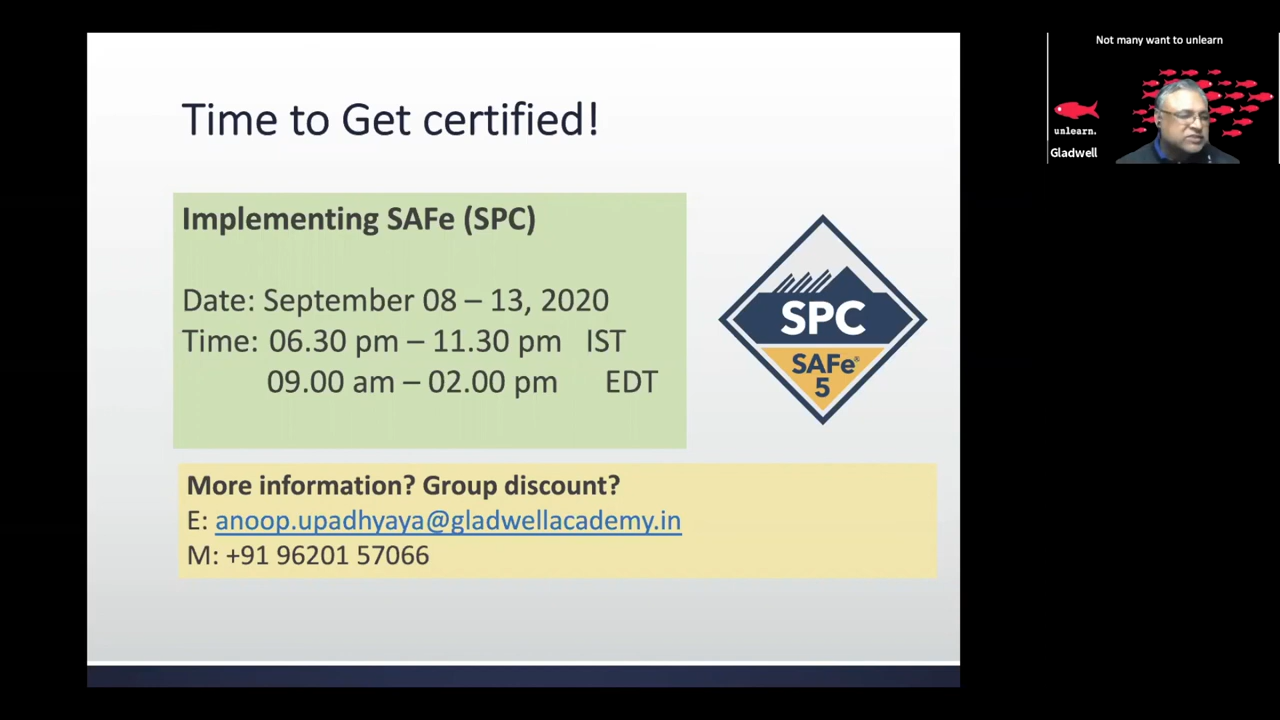 Time to Get certified!
Implementing SAFe (SPC)
Date: September 08 – 13, 2020
Time: 06.30 pm – 11.30 pm IST
09.00 am – 02.00 pm EDT
SPC
SAFe®
5
More information? Group discount?
E: anoop.upadhyaya@gladwellacademy.in
M: +91 96201 57066
Not many want to unlearn
unlearn.
Gladwell